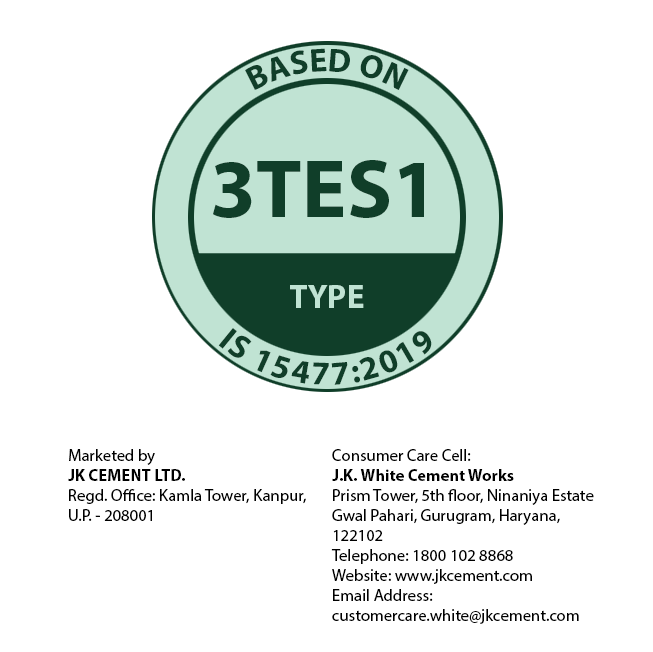 BASED ON
3TES1
TYPE
IS 15477:2019
Marketed by
JK CEMENT LTD.
Regd. Office: Kamla Tower, Kanpur,
U.P. - 208001
Consumer Care Cell:
J.K. White Cement Works
Prism Tower, 5th floor, Ninaniya Estate
Gwal Pahari, Gurugram, Haryana,
122102
Telephone: 1800 102 8868
Website: www.jkcement.com
Email Address:
customercare.white@jkcement.com